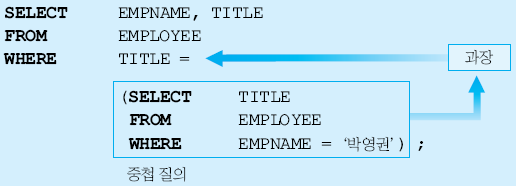 SELECT EMPNAME, TITLE
FROM EMPLOYEE
WHERE TITLE =
과장
(SELECT TITLE
FROM EMPLOYEE
WHERE EMPNAME = ‘박영권’) ;
중첩 질의